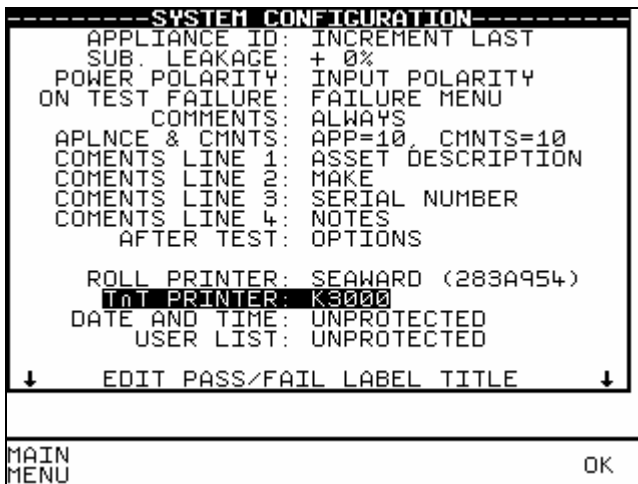 ---------SYSTEM CONFIGURATION----------
APPLIANCE ID: INCREMENT LAST
SUB. LEAKAGE: + 0%
POWER POLARITY: INPUT POLARITY
ON TEST FAILURE: FAILURE MENU
COMMENTS: ALWAYS
APLNCE & CMNTS: APP=10, CMNTS=10
COMENTS LINE 1: ASSET DESCRIPTION
COMENTS LINE 2: MAKE
COMENTS LINE 3: SERIAL NUMBER
COMENTS LINE 4: NOTES
AFTER TEST: OPTIONS
ROLL PRINTER: SEAWARD (283A954)
TnT PRINTER: K3000
DATE AND TIME: UNPROTECTED
USER LIST: UNPROTECTED
↓ EDIT PASS/FAIL LABEL TITLE ↓
MAIN
MENU OK